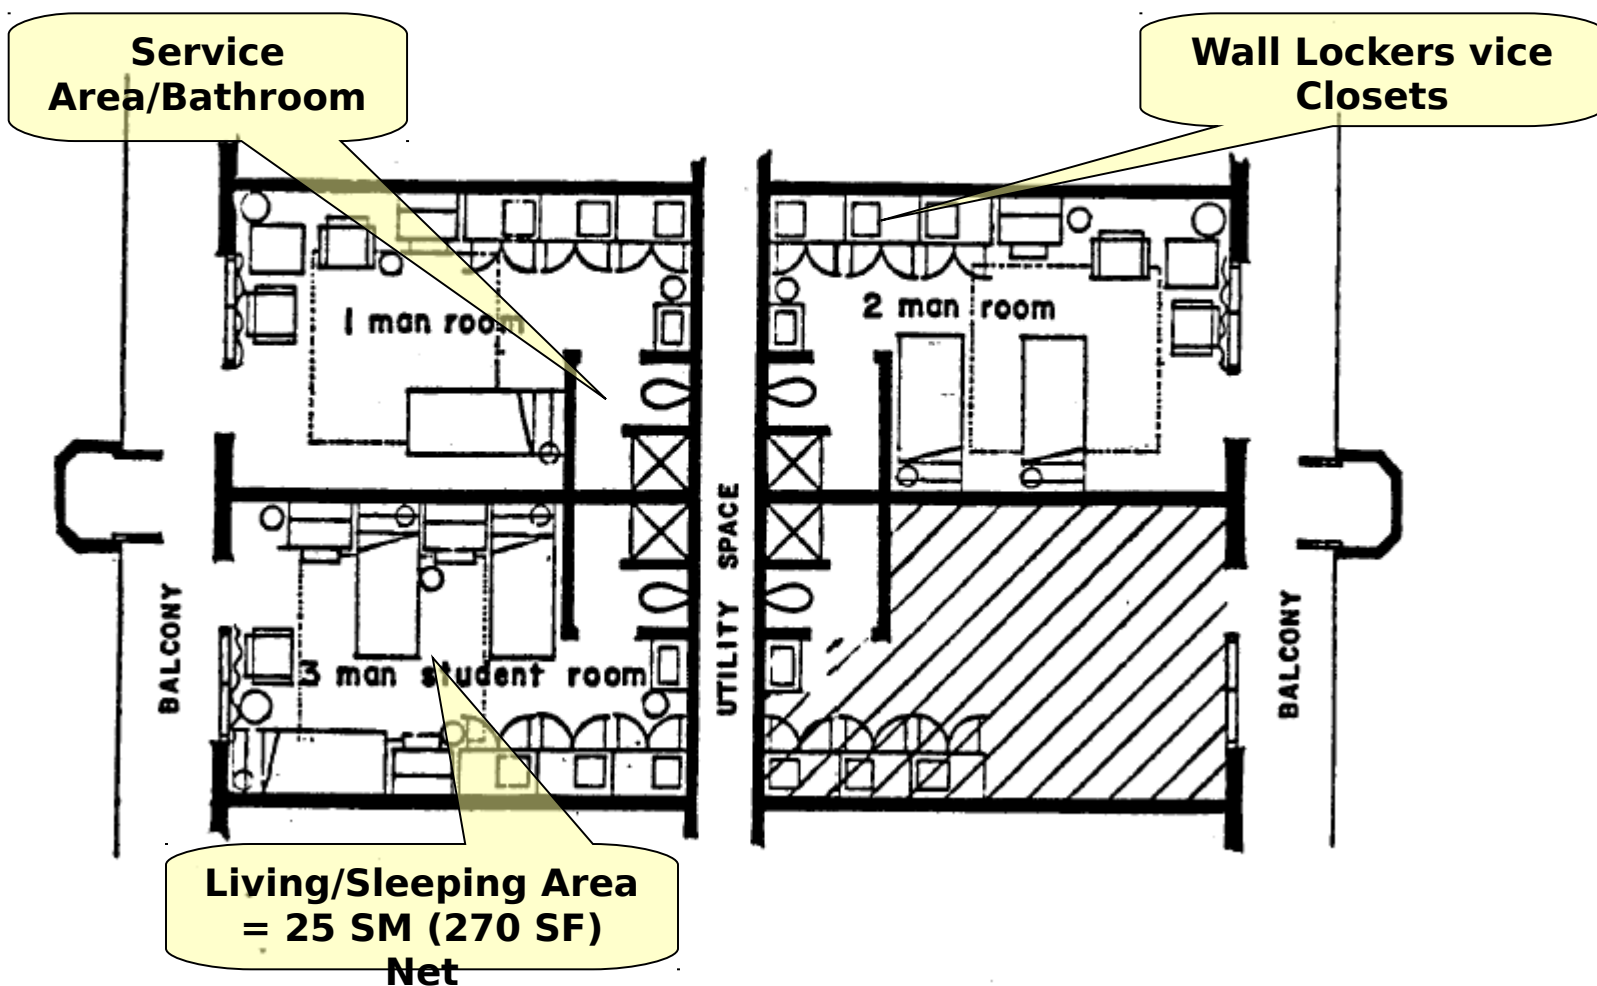 Service
Area/Bathroom
Wall Lockers vice
Closets
1 man room
2 man room
UTILITY SPACE
BALCONY
BALCONY
3 man student room
Living/Sleeping Area
= 25 SM (270 SF)
Net